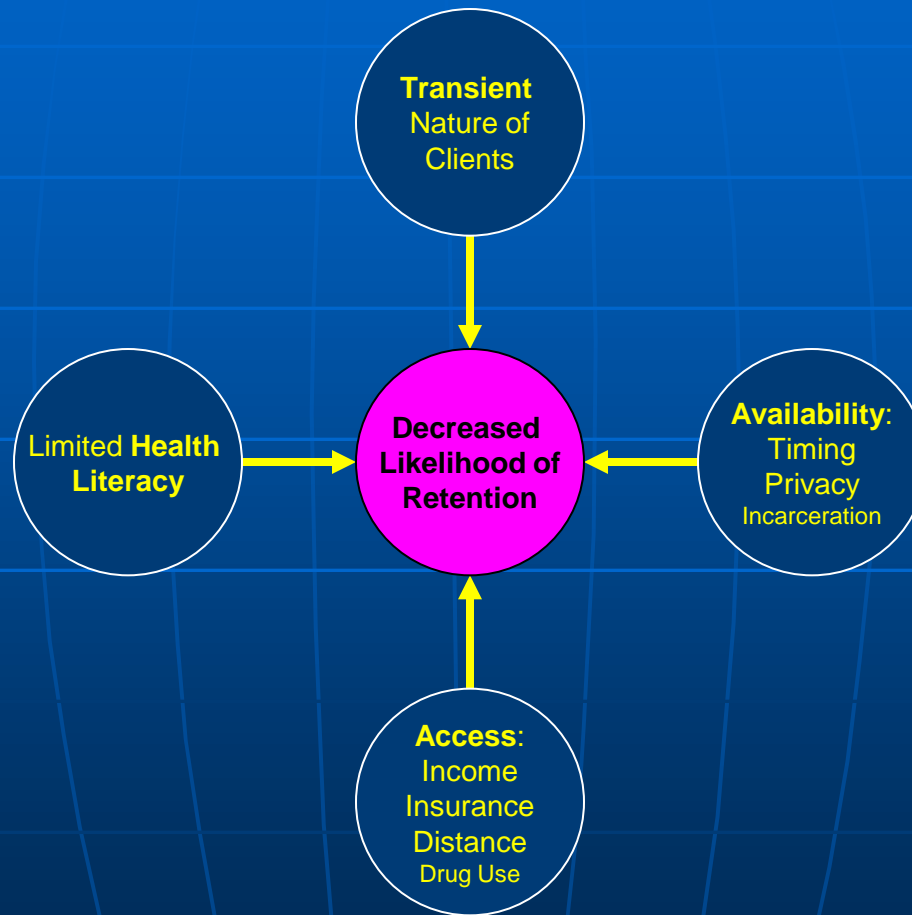 Transient
Nature of
Clients
Limited Health
Literacy
Decreased
Likelihood of
Retention
Availability:
Timing
Privacy
Incarceration
Access:
Income
Insurance
Distance
Drug Use